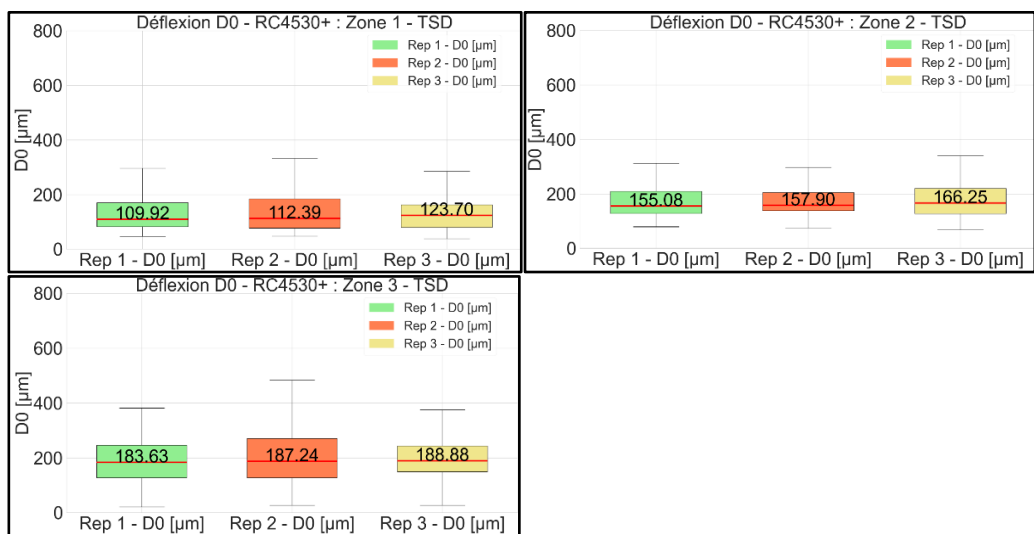 Déflexion D0 - RC4530+ : Zone 1 - TSD
800
600
400
200
0
D0 [µm]
Rep 1 - D0 [µm]
Rep 2 - D0 [µm]
Rep 3 - D0 [µm]
109.92
112.39
123.70
Rep 1 - D0 [µm] Rep 2 - D0 [µm] Rep 3 - D0 [µm]
Déflexion D0 - RC4530+ : Zone 2 - TSD
800
600
400
200
0
D0 [µm]
Rep 1 - D0 [µm]
Rep 2 - D0 [µm]
Rep 3 - D0 [µm]
155.08
157.90
166.25
Rep 1 - D0 [µm] Rep 2 - D0 [µm] Rep 3 - D0 [µm]
Déflexion D0 - RC4530+ : Zone 3 - TSD
800
600
400
200
0
D0 [µm]
Rep 1 - D0 [µm]
Rep 2 - D0 [µm]
Rep 3 - D0 [µm]
183.63
187.24
188.88
Rep 1 - D0 [µm] Rep 2 - D0 [µm] Rep 3 - D0 [µm]